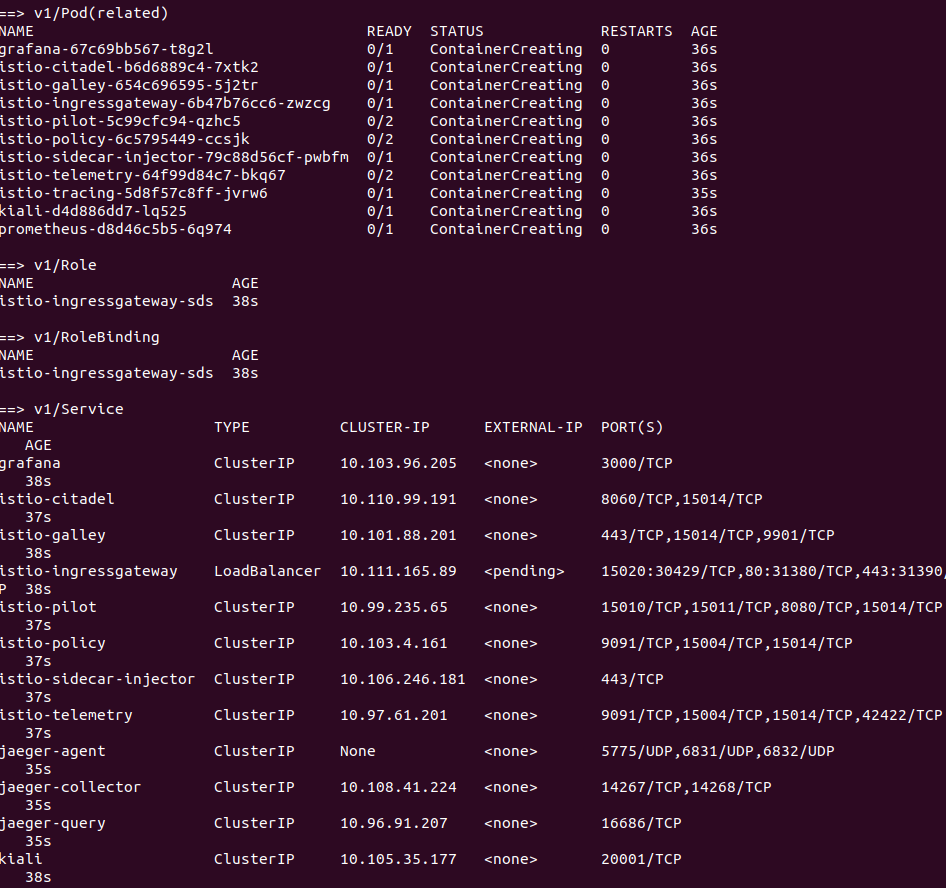 ==> v1/Pod(related)
NAME READY STATUS RESTARTS AGE
grafana-67c69bb567-t8g2l 0/1 ContainerCreating 0 36s
istio-citadel-b6d6889c4-7xtk2 0/1 ContainerCreating 0 36s
istio-galley-654c696595-5j2tr 0/1 ContainerCreating 0 36s
istio-ingressgateway-6b47b76cc6-zwzcg 0/1 ContainerCreating 0 36s
istio-pilot-5c99cfc94-qzhc5 0/2 ContainerCreating 0 36s
istio-policy-6c5795449-ccsjk 0/2 ContainerCreating 0 36s
istio-sidecar-injector-79c88d56cf-pwbfm 0/1 ContainerCreating 0 36s
istio-telemetry-64f99d84c7-bkq67 0/2 ContainerCreating 0 36s
istio-tracing-5d8f57c8ff-jvrw6 0/1 ContainerCreating 0 35s
kiali-d4d886dd7-lq525 0/1 ContainerCreating 0 36s
prometheus-d8d46c5b5-6q974 0/1 ContainerCreating 0 36s
==> v1/Role
NAME AGE
istio-ingressgateway-sds 38s
==> v1/RoleBinding
NAME AGE
istio-ingressgateway-sds 38s
==> v1/Service
NAME TYPE CLUSTER-IP EXTERNAL-IP PORT(S)
AGE
grafana ClusterIP 10.103.96.205 <none> 3000/TCP
38s
istio-citadel ClusterIP 10.110.99.191 <none> 8060/TCP,15014/TCP
37s
istio-galley ClusterIP 10.101.88.201 <none> 443/TCP,15014/TCP,9901/TCP
38s
istio-ingressgateway LoadBalancer 10.111.165.89 <pending> 15020:30429/TCP,80:31380/TCP,443:31390/
P 38s
istio-pilot ClusterIP 10.99.235.65 <none> 15010/TCP,15011/TCP,8080/TCP,15014/TCP
37s
istio-policy ClusterIP 10.103.4.161 <none> 9091/TCP,15004/TCP,15014/TCP
37s
istio-sidecar-injector ClusterIP 10.106.246.181 <none> 443/TCP
37s
istio-telemetry ClusterIP 10.97.61.201 <none> 9091/TCP,15004/TCP,15014/TCP,42422/TCP
37s
jaeger-agent ClusterIP None <none> 5775/UDP,6831/UDP,6832/UDP
35s
jaeger-collector ClusterIP 10.108.41.224 <none> 14267/TCP,14268/TCP
35s
jaeger-query ClusterIP 10.96.91.207 <none> 16686/TCP
35s
kiali ClusterIP 10.105.35.177 <none> 20001/TCP
38s